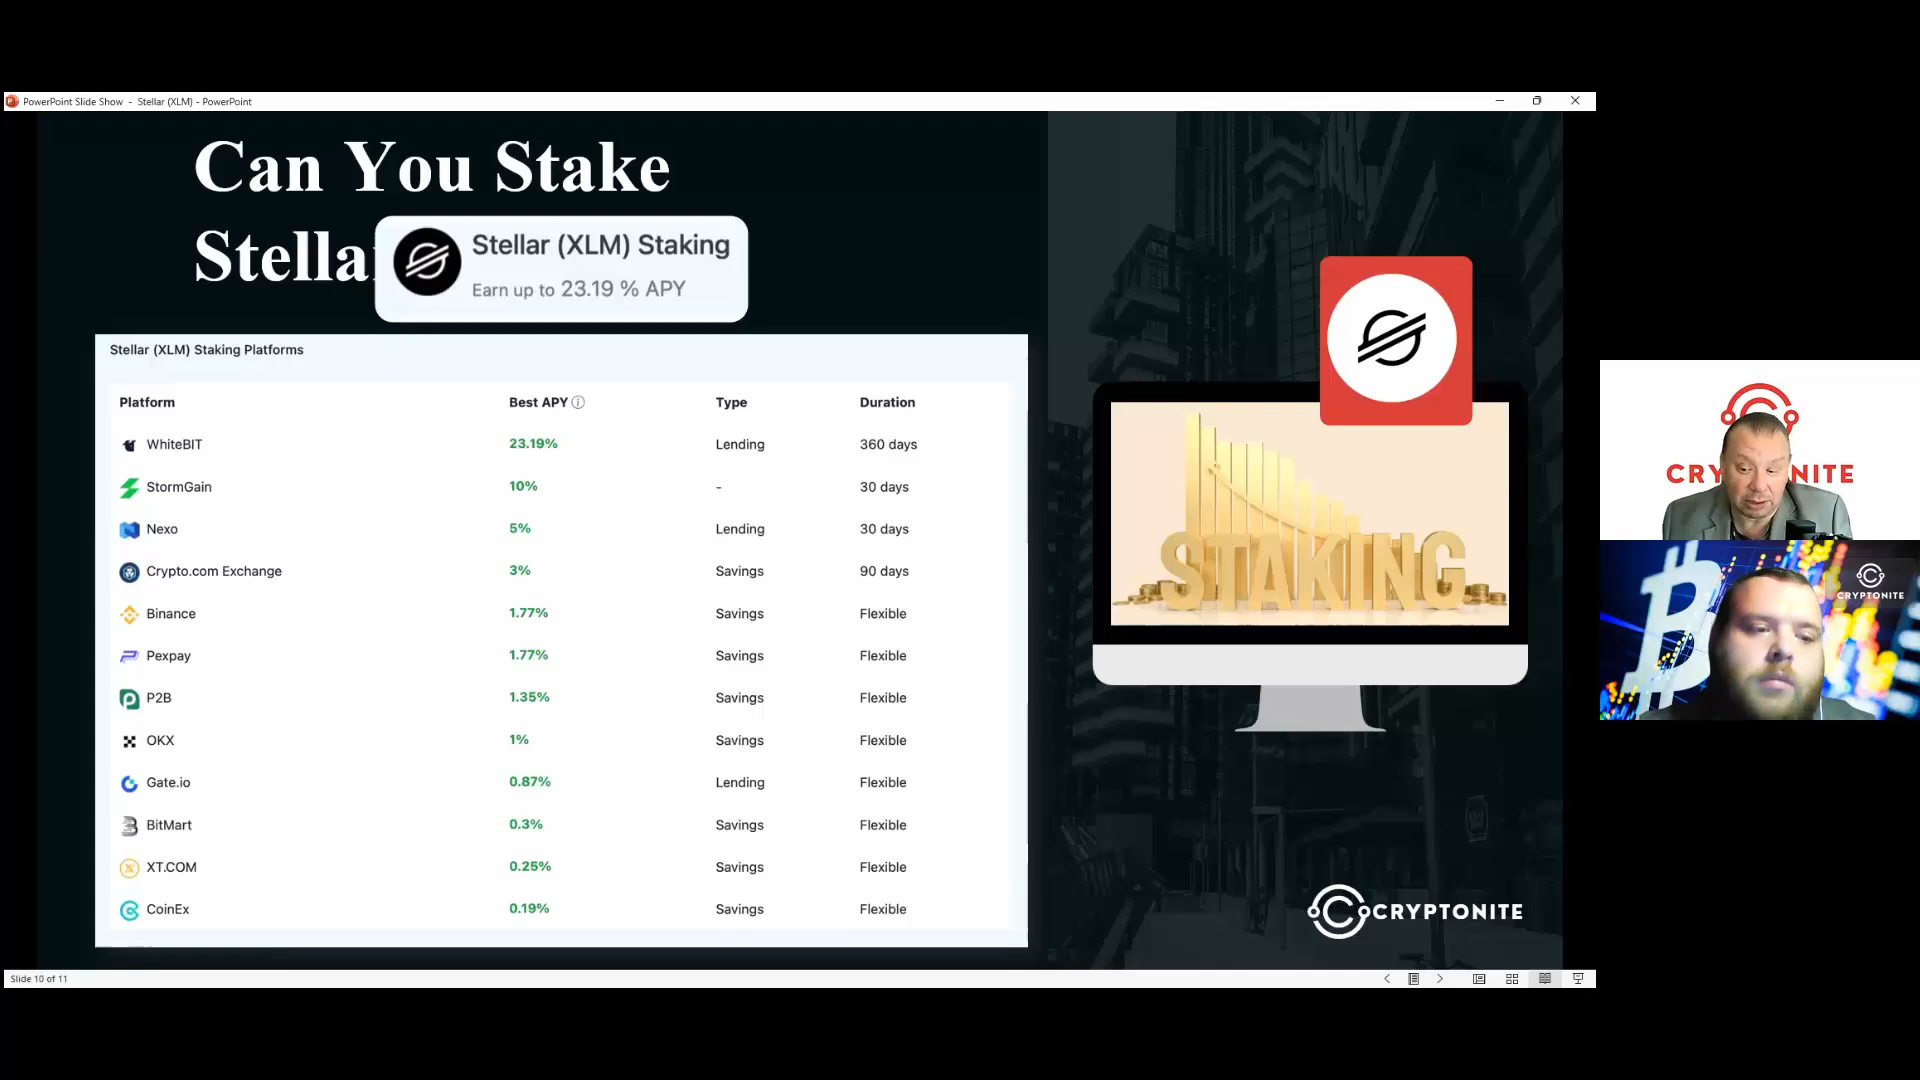 PowerPoint Slide Show - Stellar (XLM) - PowerPoint
Can You Stake
Stellar
Stellar (XLM) Staking
Earn up to 23.19 % APY
Stellar (XLM) Staking Platforms
Platform Best APY Type Duration
WhiteBIT 23.19% Lending 360 days
StormGain 10% - 30 days
Nexo 5% Lending 30 days
Crypto.com Exchange 3% Savings 90 days
Binance 1.77% Savings Flexible
Pexpay 1.77% Savings Flexible
P2B 1.35% Savings Flexible
OKX 1% Savings Flexible
Gate.io 0.87% Lending Flexible
BitMart 0.3% Savings Flexible
XT.COM 0.25% Savings Flexible
CoinEx 0.19% Savings Flexible
STAKING
CRYPTONITE
Slide 10 of 11
CRY NITE
CRYPTONITE